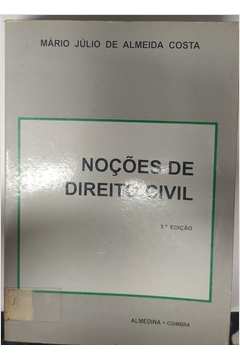 MÁRIO JÚLIO DE ALMEIDA COSTA
NOÇÕES DE
DIREITO CIVIL
3.ª EDIÇÃO
ALMEDINA • COIMBRA